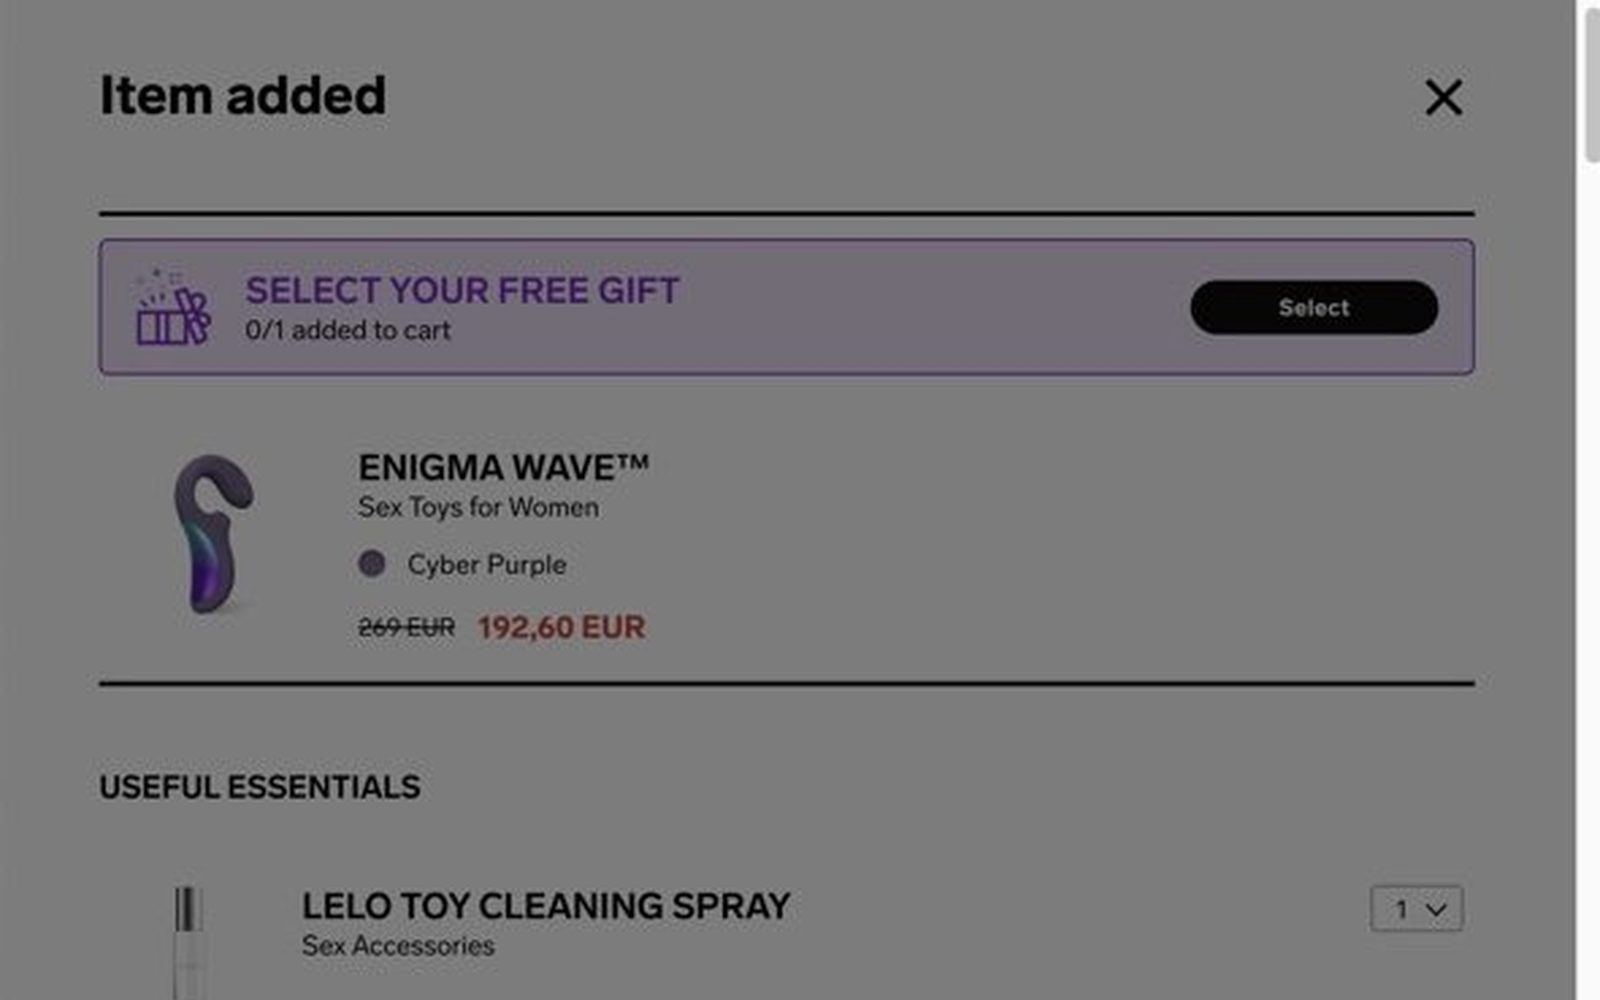 Item added
SELECT YOUR FREE GIFT
0/1 added to cart
Select
ENIGMA WAVE™
Sex Toys for Women
Cyber Purple
269 EUR 192,60 EUR
USEFUL ESSENTIALS
LELO TOY CLEANING SPRAY
1
Sex Accessories